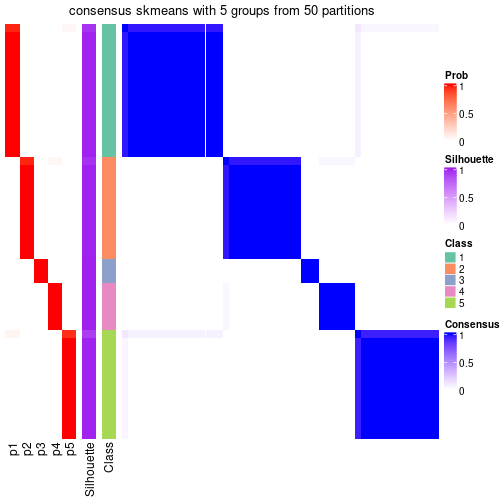 consensus skmeans with 5 groups from 50 partitions
Prob
1
0.5
0
Silhouette
1
0.5
0
Class
1
2
3
4
5
Consensus
1
0.5
0
p1
p2
p3
p4
p5
Silhouette
Class